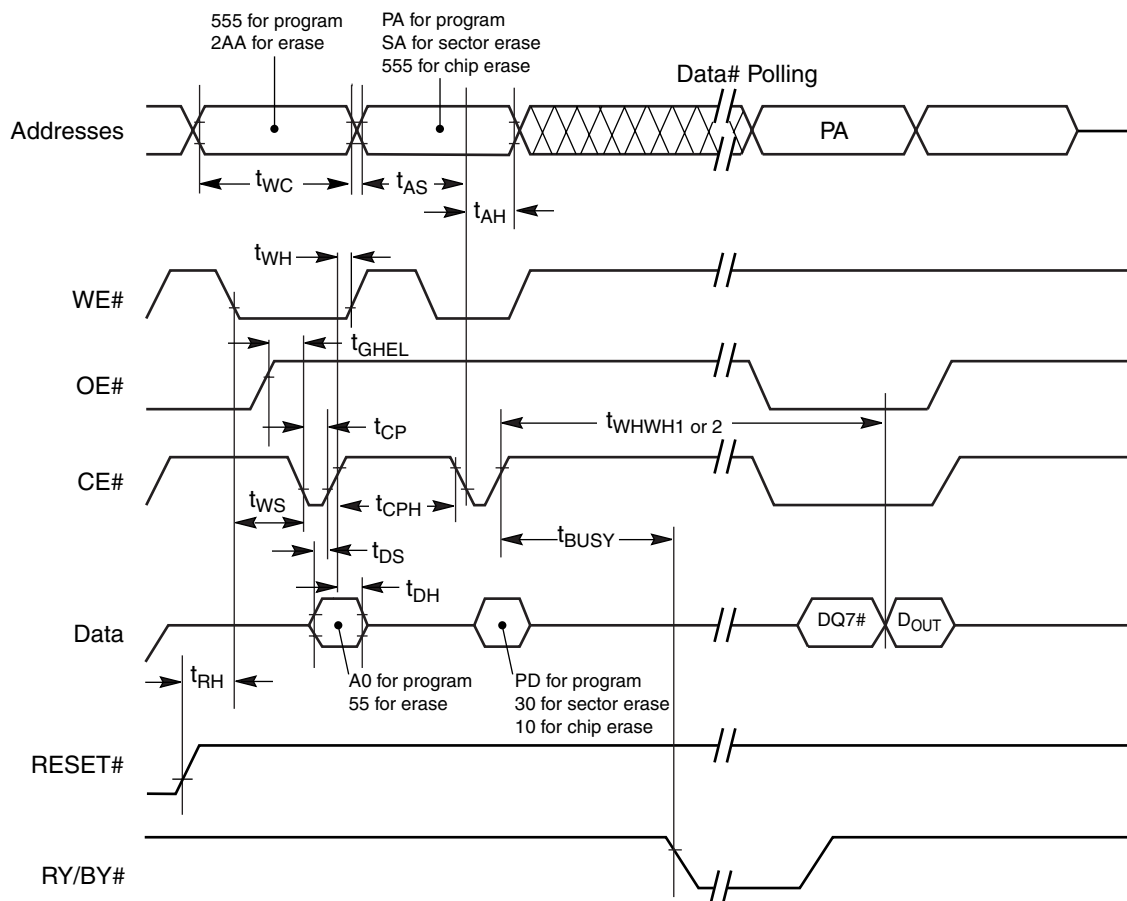 555 for program
2AA for erase
PA for program
SA for sector erase
555 for chip erase
Data# Polling
Addresses
PA
tWC
tAS
tAH
tWH
WE#
tGHEL
OE#
tWHWH1 or 2
tCP
CE#
tWS
tCPH
tBUSY
tDS
tDH
Data
DQ7#
DOUT
tRH
A0 for program
55 for erase
PD for program
30 for sector erase
10 for chip erase
RESET#
RY/BY#